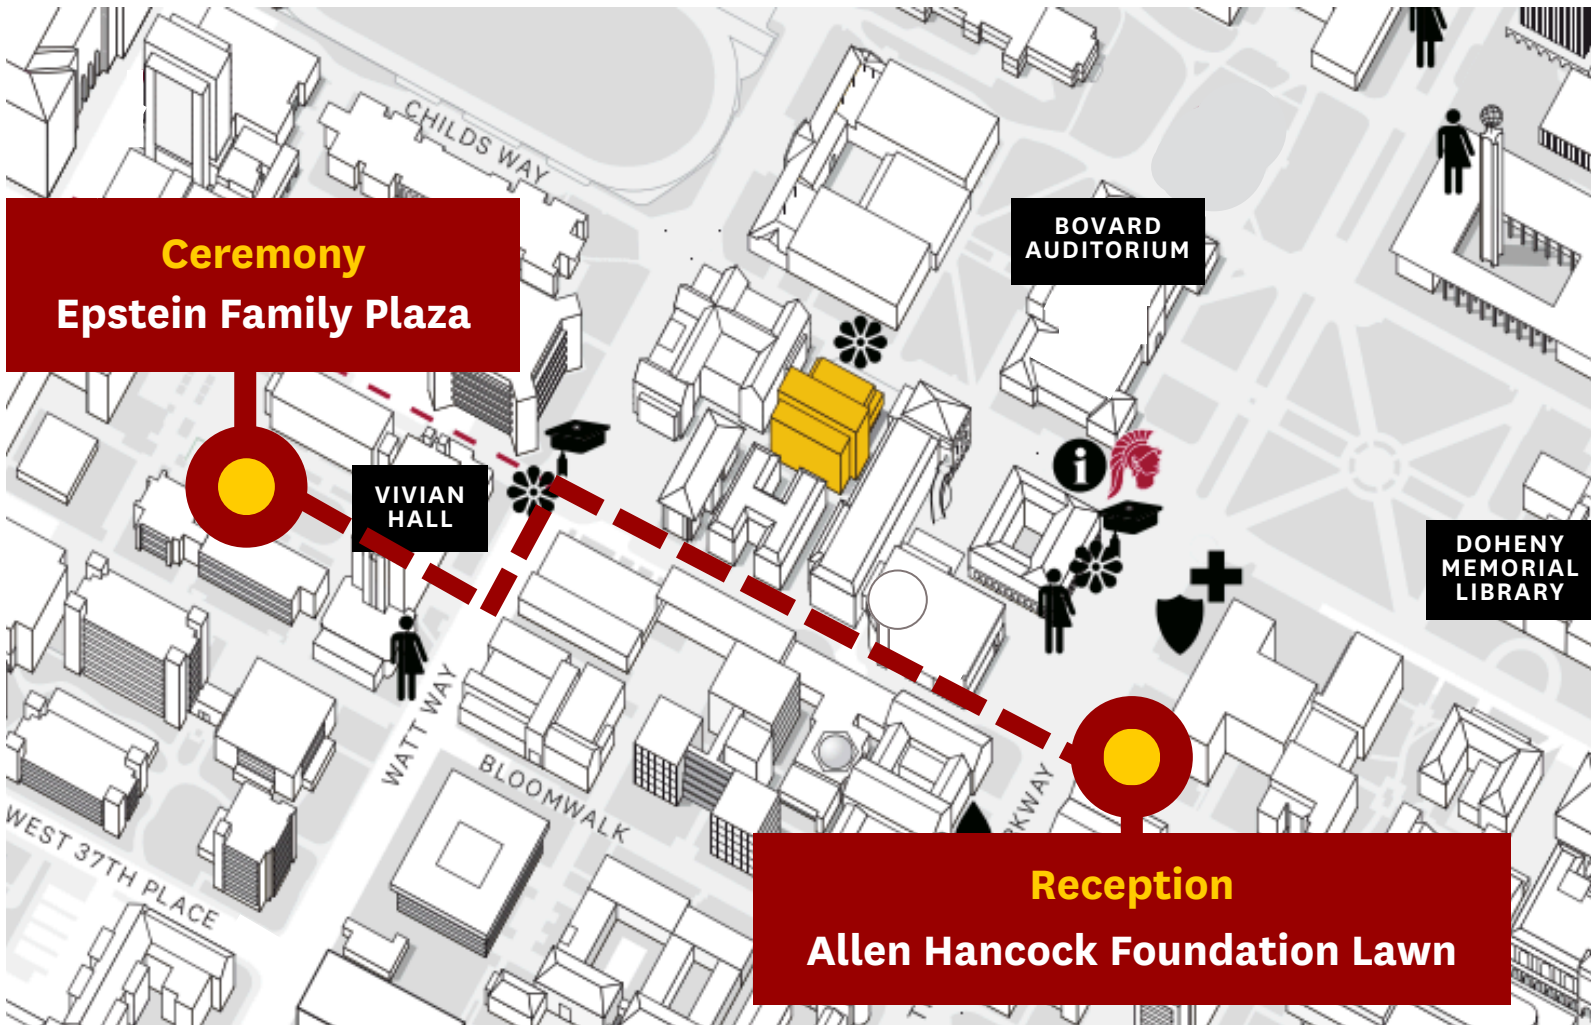 CHILDS WAY
Ceremony
Epstein Family Plaza
BOVARD
AUDITORIUM
VIVIAN
HALL
DOHENY
MEMORIAL
LIBRARY
WATT WAY
BLOOMWALK
WEST 37TH PLACE
Reception
Allen Hancock Foundation Lawn